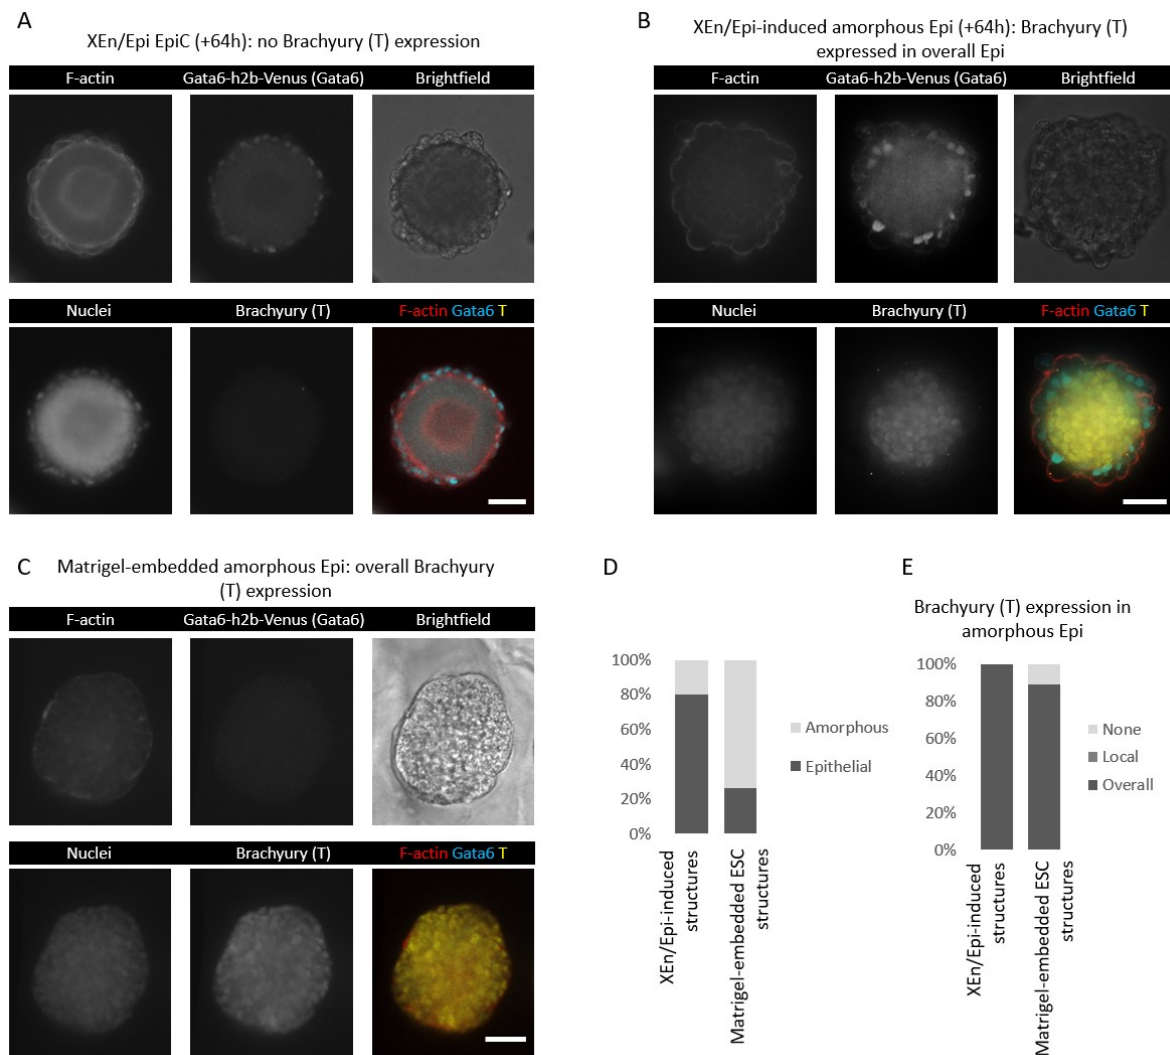 A
XEn/Epi EpiC (+64h): no Brachyury (T) expression
F-actin
Gata6-h2b-Venus (Gata6)
Brightfield
Nuclei
Brachyury (T)
F-actin Gata6 T
B
XEn/Epi-induced amorphous Epi (+64h): Brachyury (T)
expressed in overall Epi
F-actin
Gata6-h2b-Venus (Gata6)
Brightfield
Nuclei
Brachyury (T)
F-actin Gata6 T
C
Matrigel-embedded amorphous Epi: overall Brachyury
(T) expression
F-actin
Gata6-h2b-Venus (Gata6)
Brightfield
Nuclei
Brachyury (T)
F-actin Gata6 T
D
100%
80%
60%
40%
20%
0%
XEn/Epi-induced
structures
Matrigel-embedded ESC
structures
Amorphous
Epithelial
E
Brachyury (T) expression in
amorphous Epi
100%
80%
60%
40%
20%
0%
XEn/Epi-induced
structures
Matrigel-embedded ESC
structures
None
Local
Overall